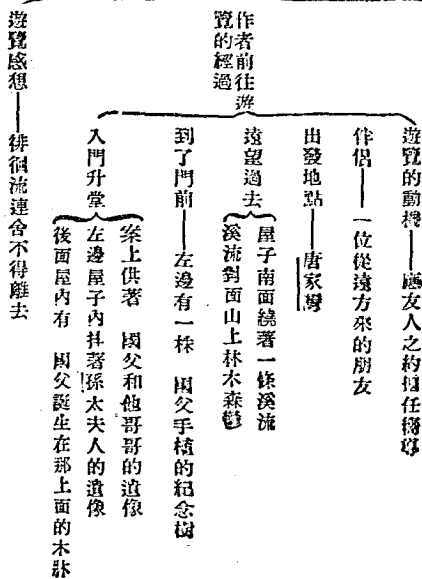 作者前往遊
覽的經過
遊覽的動機——應友人之約擔任嚮導
伴侶——一位從遠方來的朋友
出發地點——唐家
遠望過去
屋子南面繞著一條溪流
溪流對面山上林木森鬱
到了門前——左邊有一株 國父手植的紀念樹
入門升堂
案上供著 國父和他哥哥的遺像
左邊屋子內掛著孫太夫人的遺像
後面屋內有 國父誕生在那上面的木牀
遊覽感想——徘徊流連舍不得離去